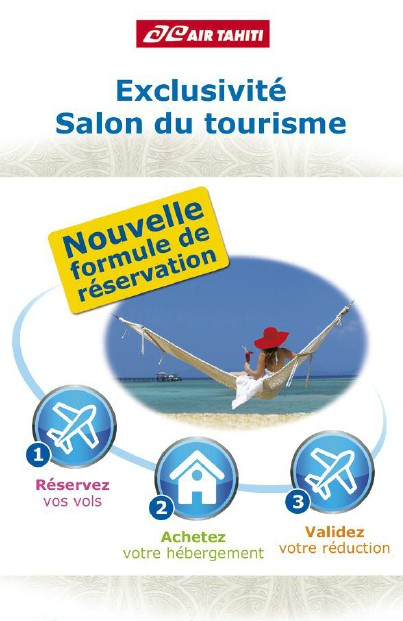 AIR TAHITI
Exclusivité
Salon du tourisme
Nouvelle
formule de
réservation
1
Réservez
vos vols
2
Achetez
votre hébergement
3
Validez
votre réduction